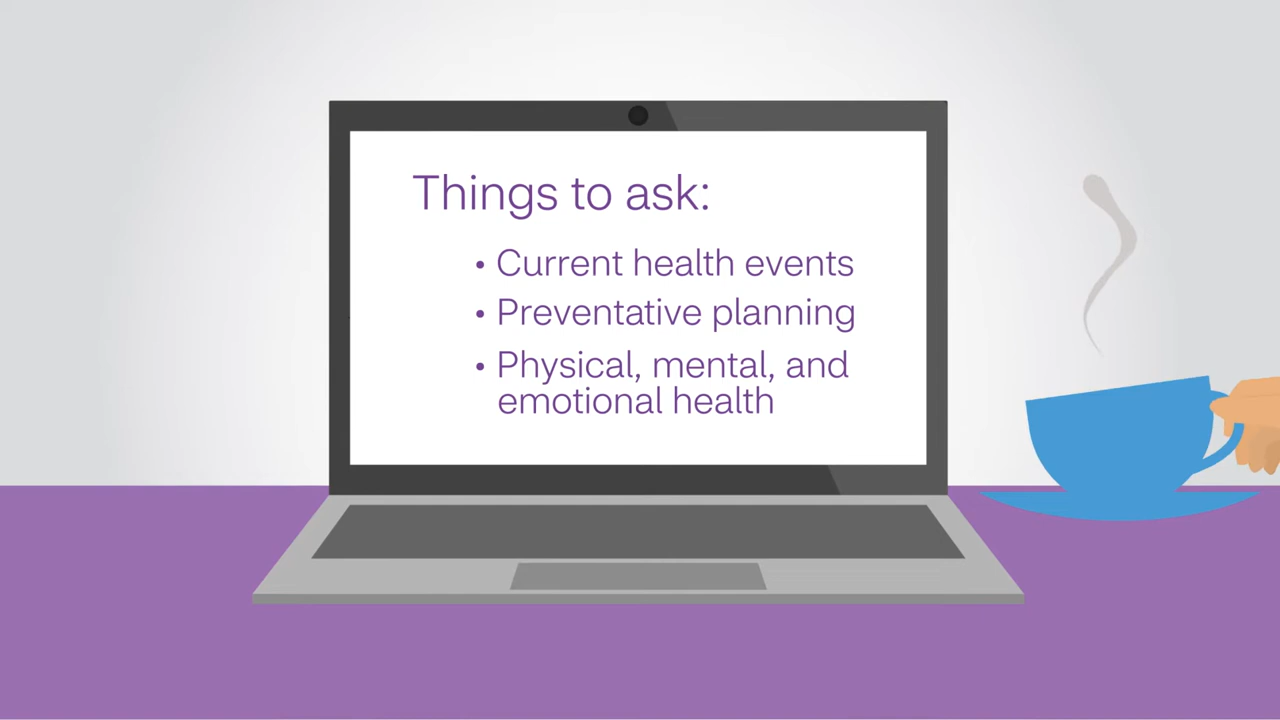 Things to ask:
• Current health events
• Preventative planning
• Physical, mental, and
emotional health